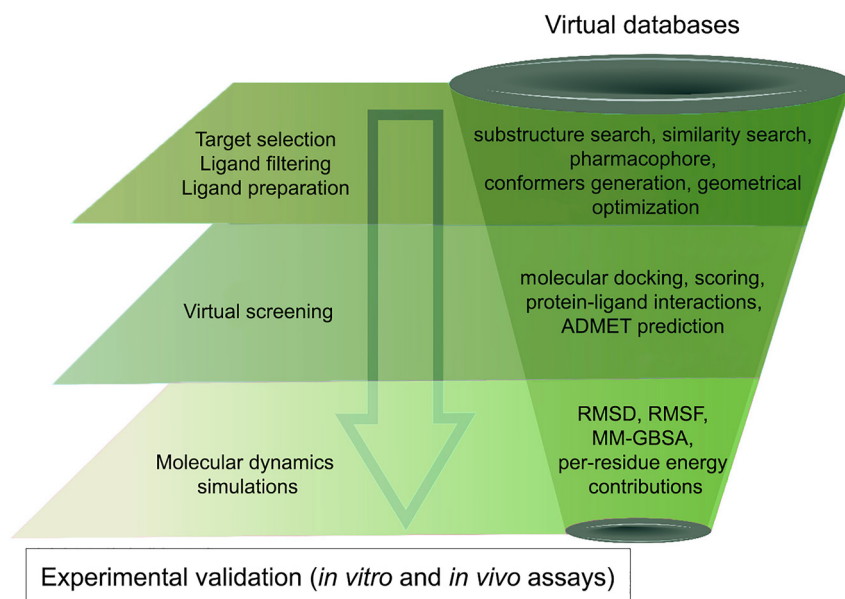 Virtual databases
Target selection
Ligand filtering
Ligand preparation
substructure search, similarity search,
pharmacophore,
conformers generation, geometrical
optimization
Virtual screening
molecular docking, scoring,
protein-ligand interactions,
ADMET prediction
Molecular dynamics
simulations
RMSD, RMSF,
MM-GBSA,
per-residue energy
contributions
Experimental validation (in vitro and in vivo assays)